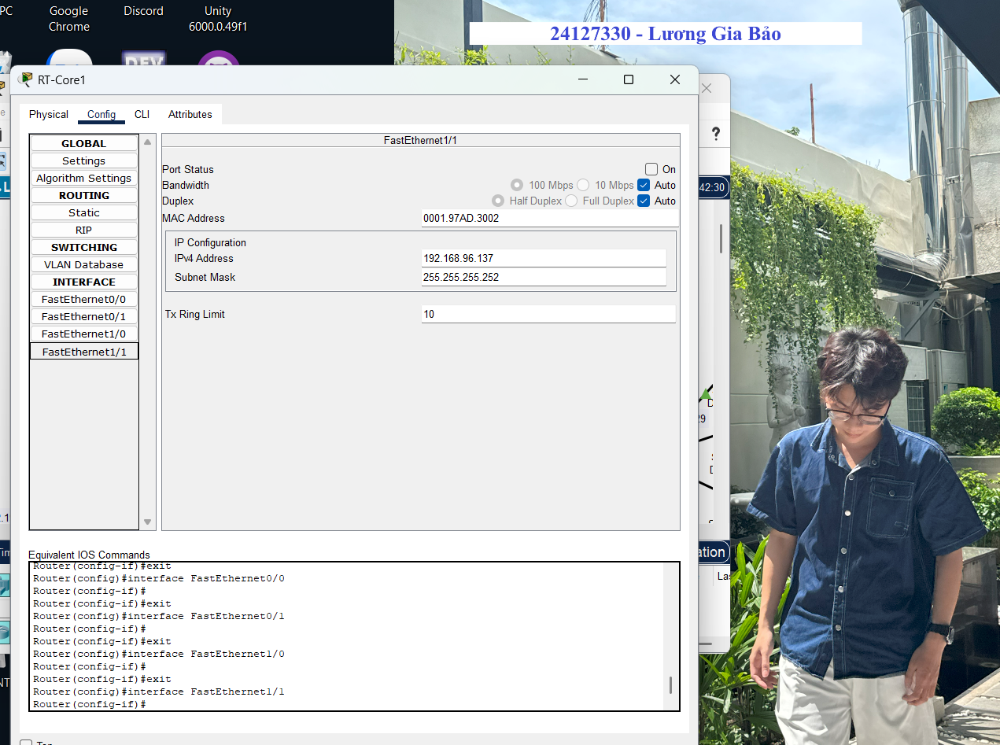 PC
Google
Chrome
Discord
Unity
6000.0.49f1
24127330 - Lương Gia Bảo
DEV
RT-Core1
Physical
Config
CLI
Attributes
GLOBAL
Settings
Algorithm Settings
ROUTING
Static
RIP
SWITCHING
VLAN Database
INTERFACE
FastEthernet0/0
FastEthernet0/1
FastEthernet1/0
FastEthernet1/1
FastEthernet1/1
Port Status On
Bandwidth 100 Mbps 10 Mbps Auto
Duplex Half Duplex Full Duplex Auto
MAC Address 0001.97AD.3002
IP Configuration
IPv4 Address 192.168.96.137
Subnet Mask 255.255.255.252
Tx Ring Limit 10
Equivalent IOS Commands
Router(config-if)#exit
Router(config)#interface FastEthernet0/0
Router(config-if)#
Router(config-if)#exit
Router(config)#interface FastEthernet0/1
Router(config-if)#
Router(config-if)#exit
Router(config)#interface FastEthernet1/0
Router(config-if)#
Router(config-if)#exit
Router(config)#interface FastEthernet1/1
Router(config-if)#
Top
?
42:30
29
ation